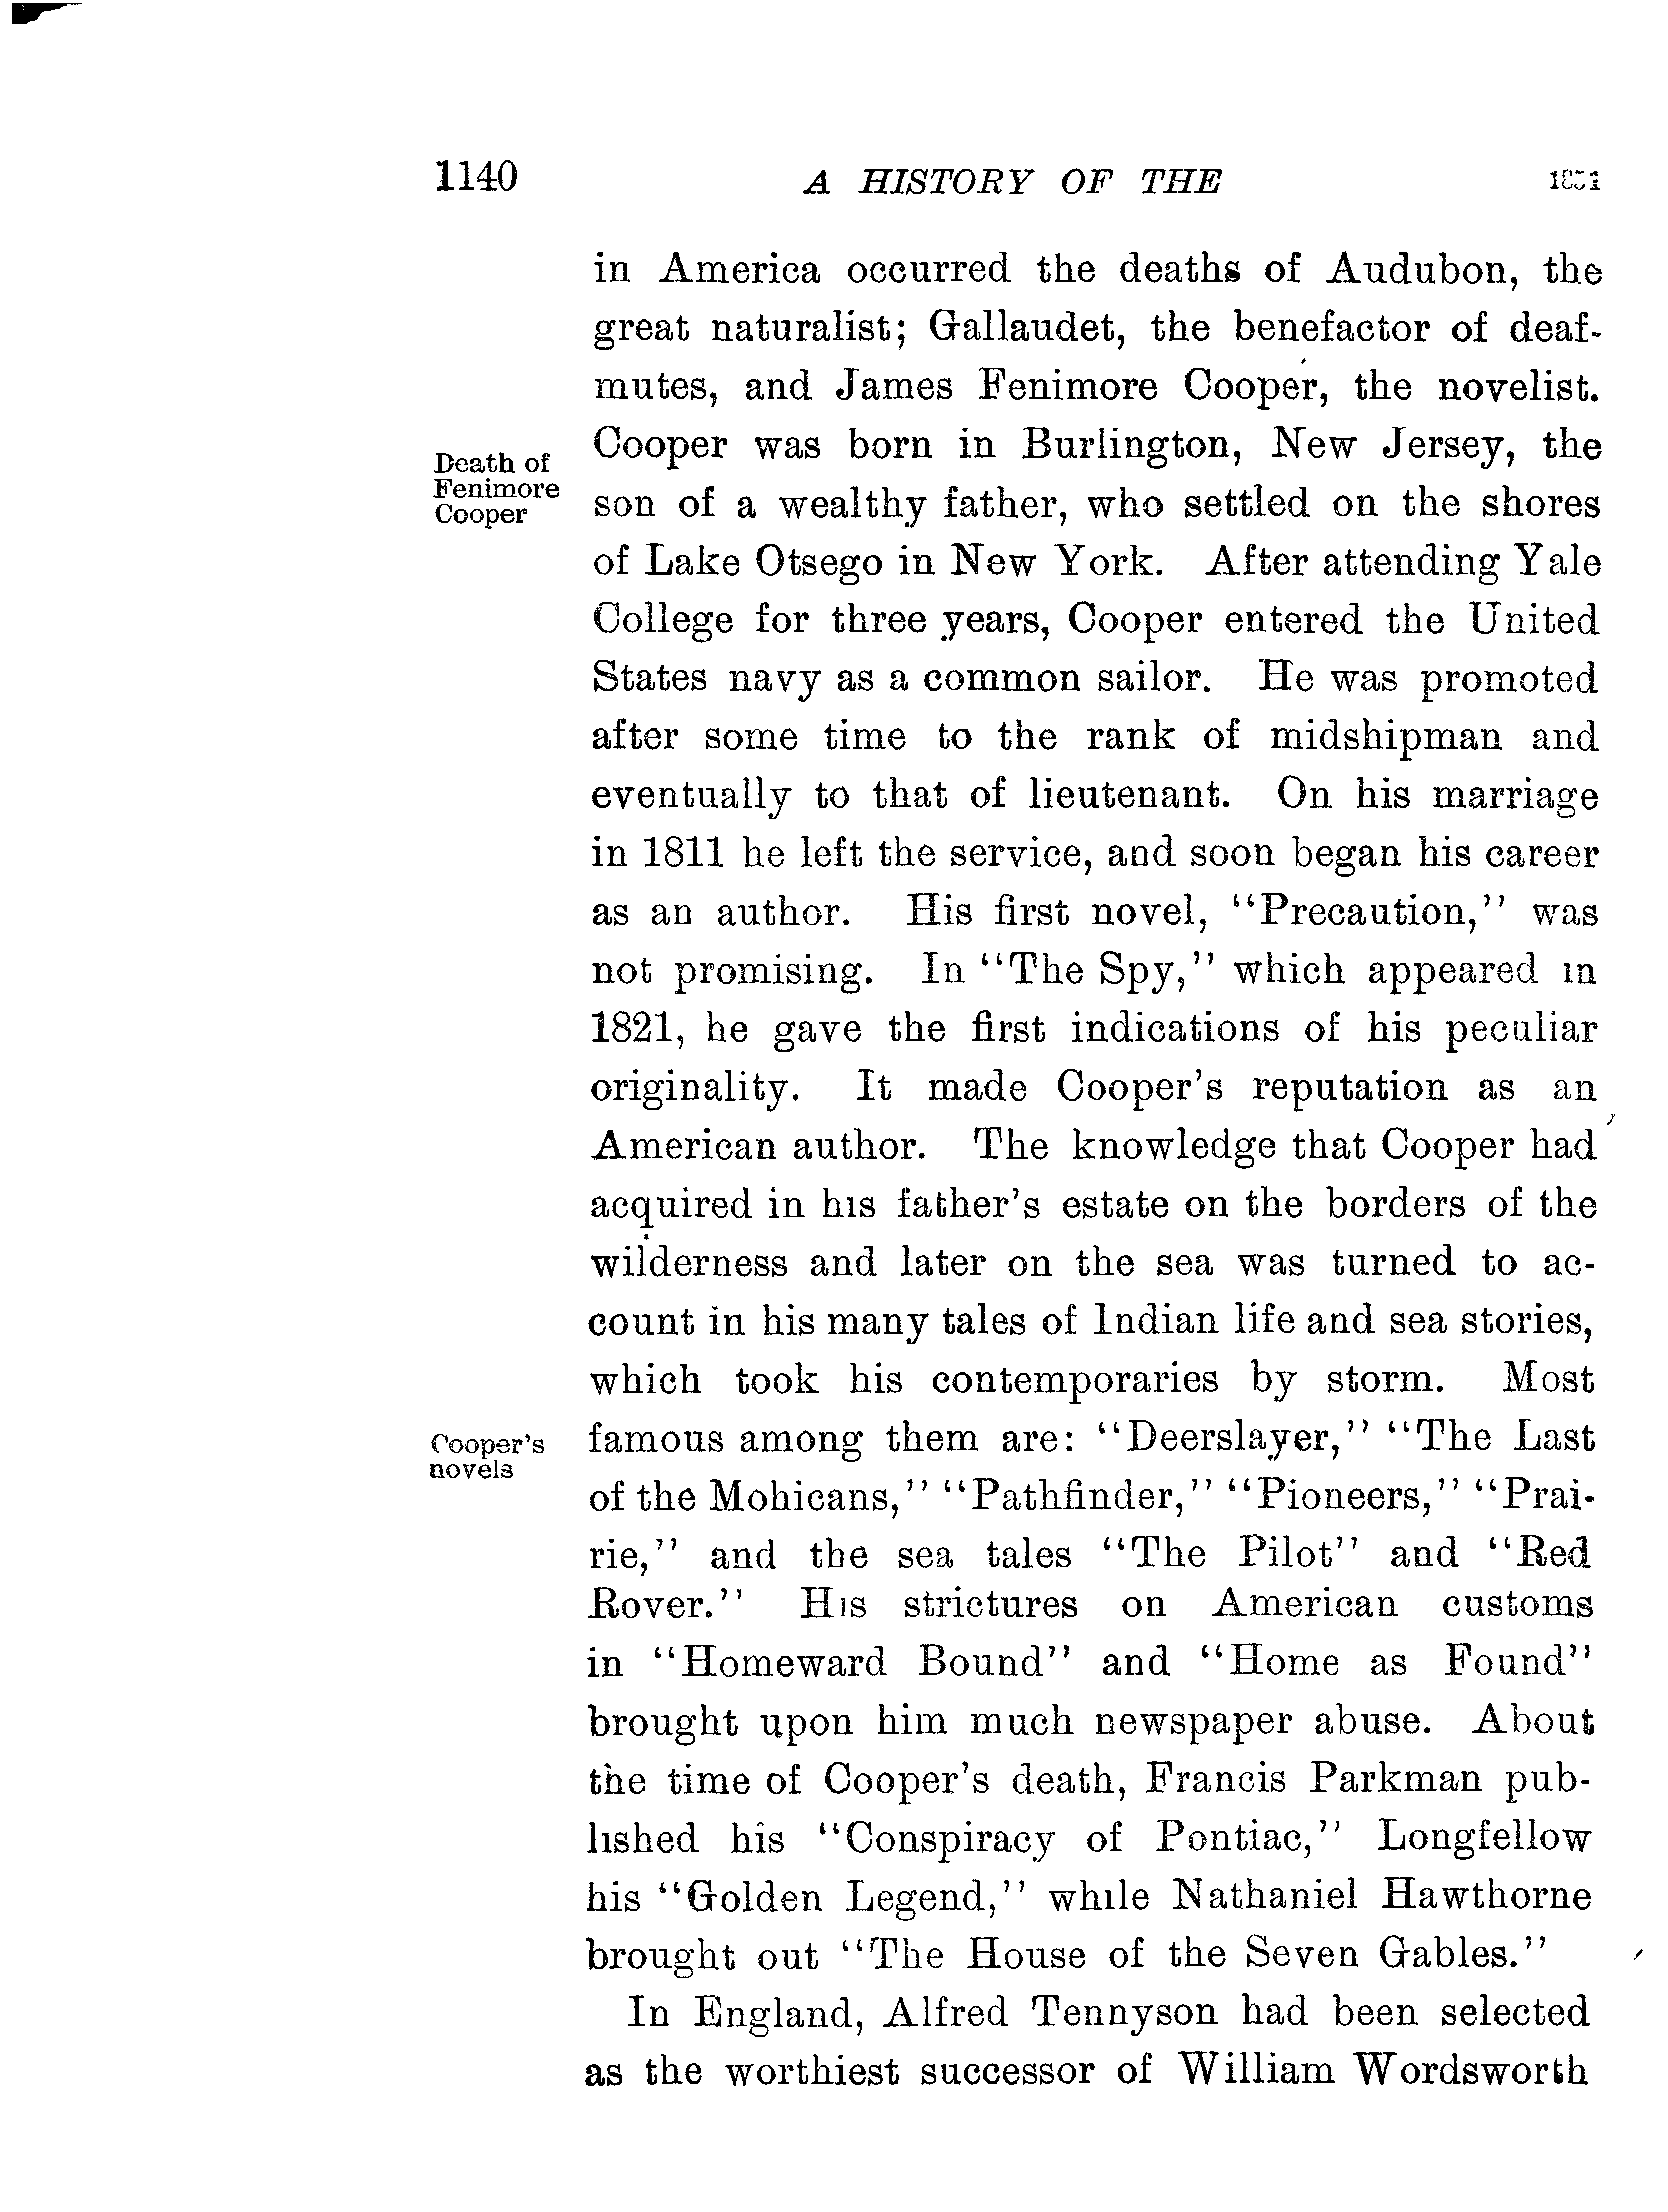 1140 A HISTORY OF THE 1851
in America occurred the deaths of Audubon, the
great naturalist; Gallaudet, the benefactor of deaf-
mutes, and James Fenimore Cooper, the novelist.
Death of
Fenimore
Cooper
Cooper was born in Burlington, New Jersey, the
son of a wealthy father, who settled on the shores
of Lake Otsego in New York. After attending Yale
College for three years, Cooper entered the United
States navy as a common sailor. He was promoted
after some time to the rank of midshipman and
eventually to that of lieutenant. On his marriage
in 1811 he left the service, and soon began his career
as an author. His first novel, "Precaution," was
not promising. In "The Spy," which appeared in
1821, he gave the first indications of his peculiar
originality. It made Cooper's reputation as an
American author. The knowledge that Cooper had
acquired in his father's estate on the borders of the
wilderness and later on the sea was turned to ac-
count in his many tales of Indian life and sea stories,
which took his contemporaries by storm. Most
Cooper's
novels
famous among them are: "Deerslayer," "The Last
of the Mohicans," "Pathfinder," "Pioneers," "Prai-
rie," and the sea tales "The Pilot" and "Red
Rover." His strictures on American customs
in "Homeward Bound" and "Home as Found"
brought upon him much newspaper abuse. About
the time of Cooper's death, Francis Parkman pub-
lished his "Conspiracy of Pontiac," Longfellow
his "Golden Legend," while Nathaniel Hawthorne
brought out "The House of the Seven Gables."
In England, Alfred Tennyson had been selected
as the worthiest successor of William Wordsworth